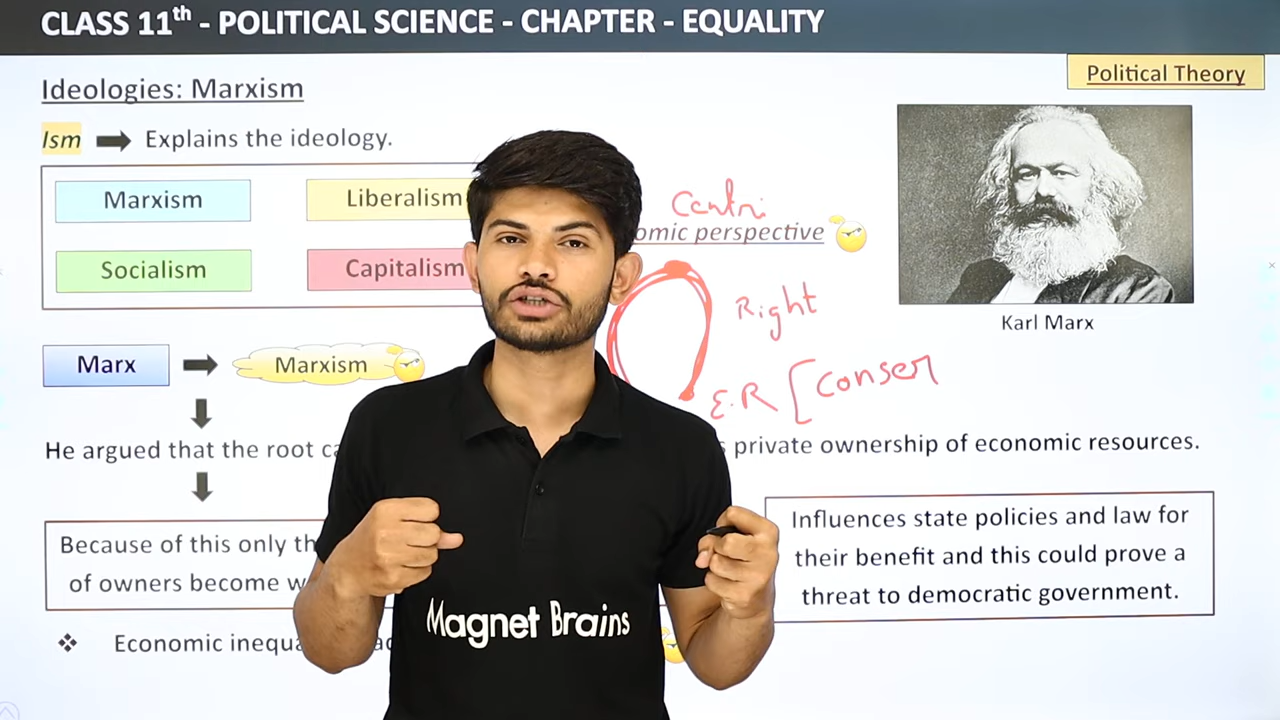 CLASS 11th - POLITICAL SCIENCE - CHAPTER - EQUALITY
Political Theory
Ideologies: Marxism
Ism Explains the ideology.
Marxism Liberalism
Socialism Capitalism
Centri
perspective
Right
E.R [conser
Karl Marx
Marx Marxism
He argued that the root
private ownership of economic resources.
Because of this only
of owners become
Influences state policies and law for
their benefit and this could prove a
threat to democratic government.
Economic
Magnet Brains